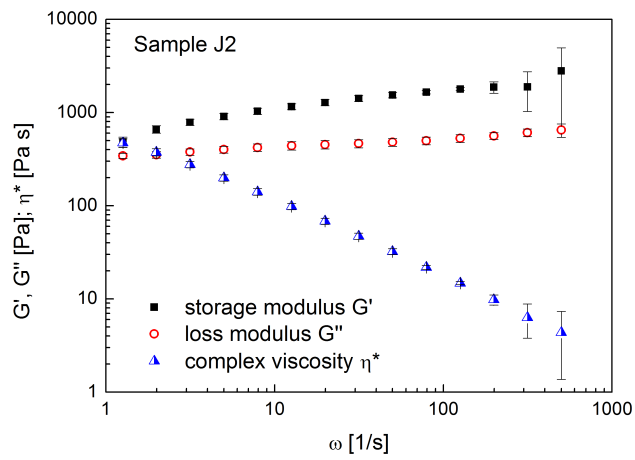 Sample J2
10000
1000
100
10
1
G', G'' [Pa]; η* [Pa s]
storage modulus G'
loss modulus G''
complex viscosity η*
1 10 100 1000
ω [1/s]